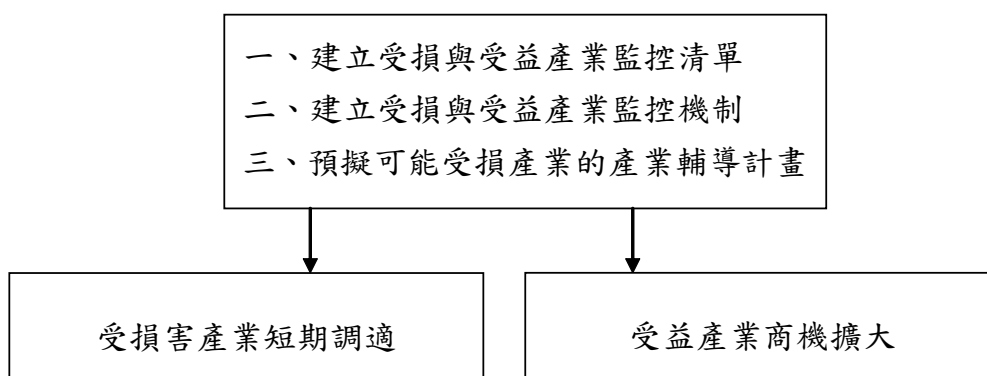 一、建立受損與受益產業監控清單
二、建立受損與受益產業監控機制
三、預擬可能受損產業的產業輔導計畫
受損害產業短期調適
受益產業商機擴大